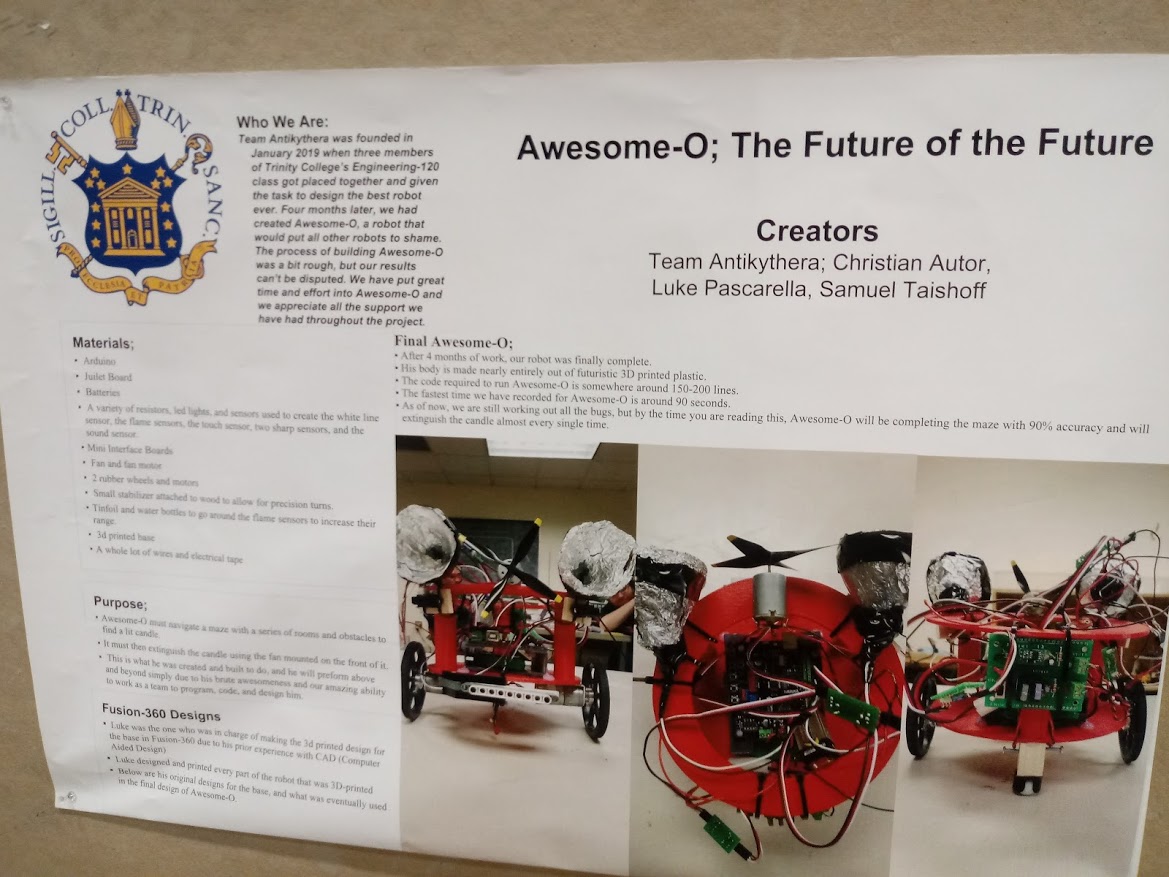 SIGILL. COLL. TRIN. SANC.
PRO ECCLESIA ET PATRIA
Who We Are:
Team Antikythera was founded in
January 2019 when three members
of Trinity College's Engineering-120
class got placed together and given
the task to design the best robot
ever. Four months later, we had
created Awesome-O, a robot that
would put all other robots to shame.
The process of building Awesome-O
was a bit rough, but our results
can't be disputed. We have put great
time and effort into Awesome-O and
we appreciate all the support we
have had throughout the project.
Awesome-O; The Future of the Future
Creators
Team Antikythera; Christian Autor,
Luke Pascarella, Samuel Taishoff
Materials;
• Arduino
• Juilet Board
• Batteries
• A variety of resistors, led lights, and sensors used to create the white line
sensor, the flame sensors, the touch sensor, two sharp sensors, and the
sound sensor.
• Mini Interface Boards
• Fan and fan motor
• 2 rubber wheels and motors
• Small stabilizer attached to wood to allow for precision turns.
• Tinfoil and water bottles to go around the flame sensors to increase their
range.
• 3d printed base
• A whole lot of wires and electrical tape
Purpose;
• Awesome-O must navigate a maze with a series of rooms and obstacles to
find a lit candle.
• It must then extinguish the candle using the fan mounted on the front of it.
• This is what he was created and built to do, and he will preform above
and beyond simply due to his brute awesomeness and our amazing ability
to work as a team to program, code, and design him.
Fusion-360 Designs
• Luke was the one who was in charge of making the 3d printed design for
the base in Fusion-360 due to his prior experience with CAD (Computer
Aided Design)
• Luke designed and printed every part of the robot that was 3D-printed
• Below are his original designs for the base, and what was eventually used
in the final design of Awesome-O.
Final Awesome-O;
• After 4 months of work, our robot was finally complete.
• His body is made nearly entirely out of futuristic 3D printed plastic.
• The code required to run Awesome-O is somewhere around 150-200 lines.
• The fastest time we have recorded for Awesome-O is around 90 seconds.
• As of now, we are still working out all the bugs, but by the time you are reading this, Awesome-O will be completing the maze with 90% accuracy and will
extinguish the candle almost every single time.